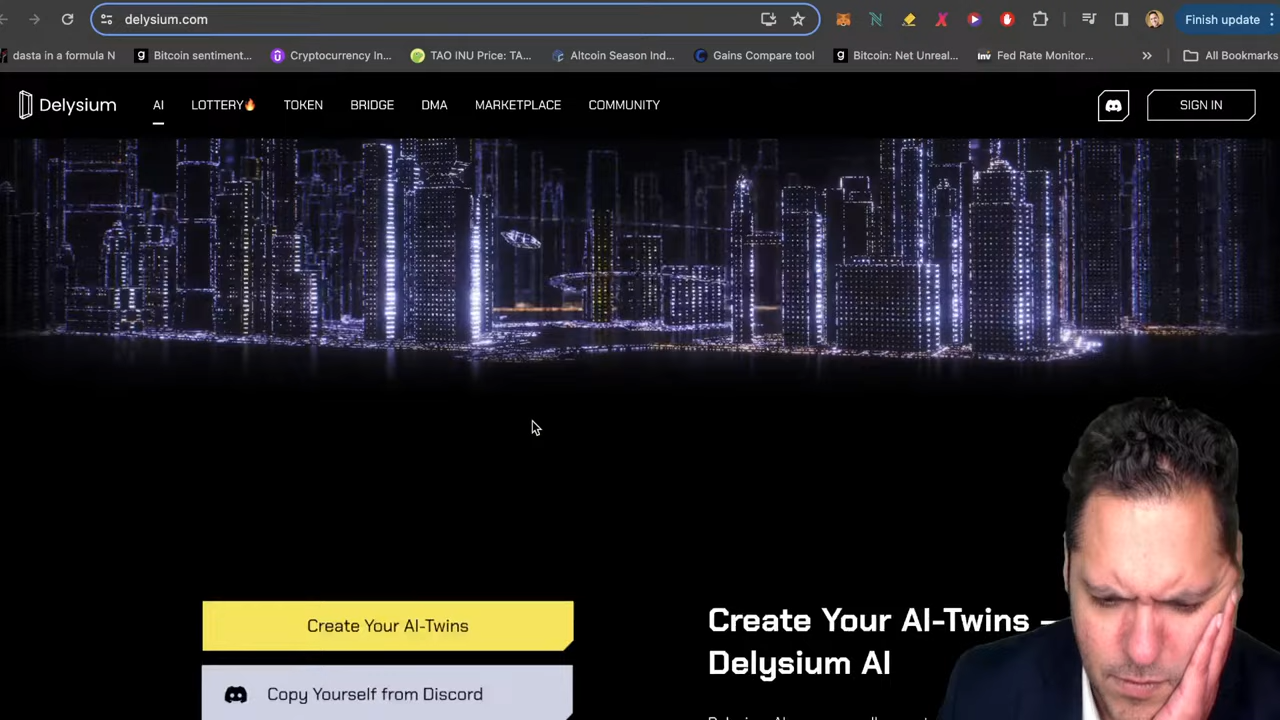 delysium.com
Finish update
dasta in a formula N
Bitcoin sentiment...
Cryptocurrency In...
TAO INU Price: TA...
Altcoin Season Ind...
Gains Compare tool
Bitcoin: Net Unreal...
Fed Rate Monitor...
All Bookmarks
Delysium
AI
LOTTERY🔥
TOKEN
BRIDGE
DMA
MARKETPLACE
COMMUNITY
SIGN IN
Create Your AI-Twins
Copy Yourself from Discord
Create Your AI-Twins –
Delysium AI